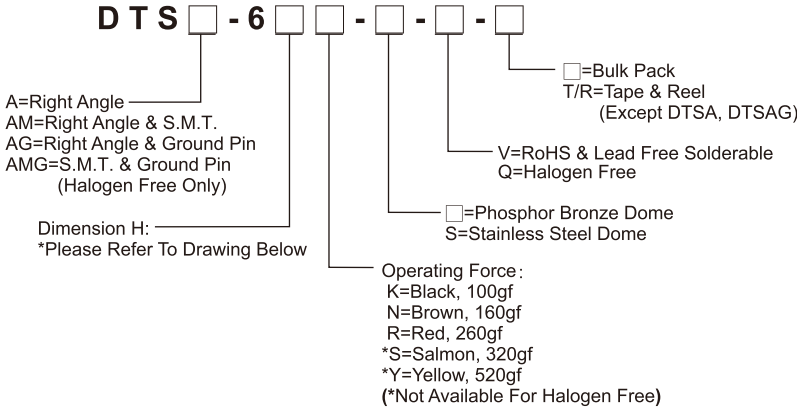 DTS□-6□□-□-□-□
□=Bulk Pack
T/R=Tape & Reel
(Except DTSA, DTSAG)
A=Right Angle
AM=Right Angle & S.M.T.
AG=Right Angle & Ground Pin
AMG=S.M.T. & Ground Pin
(Halogen Free Only)
V=RoHS & Lead Free Solderable
Q=Halogen Free
Dimension H:
*Please Refer To Drawing Below
□=Phosphor Bronze Dome
S=Stainless Steel Dome
Operating Force:
K=Black, 100gf
N=Brown, 160gf
R=Red, 260gf
*S=Salmon, 320gf
*Y=Yellow, 520gf
(*Not Available For Halogen Free)